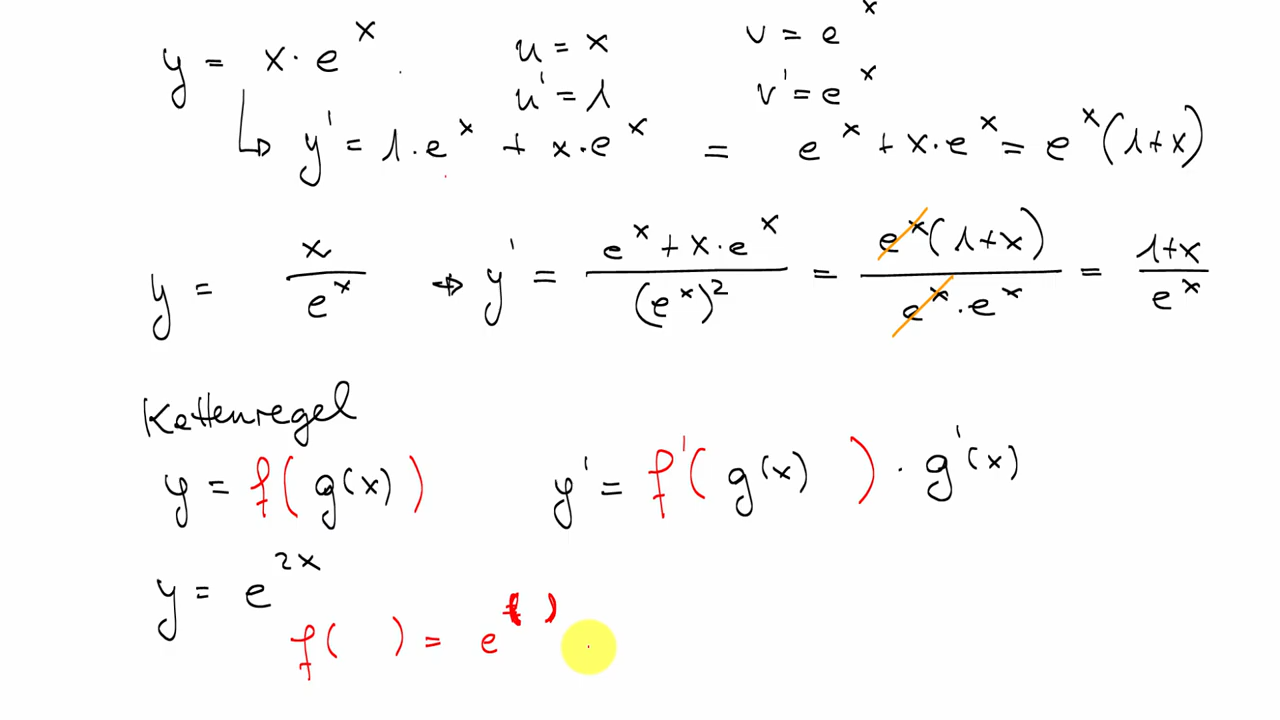 y = x · e^x    u = x    v = e^x
u' = 1    v' = e^x
↳ y' = 1 · e^x + x · e^x = e^x + x · e^x = e^x (1+x)
y = x / e^x → y' = (e^x + x · e^x) / (e^x)^2 = e^x (1+x) / (e^x · e^x) = (1+x) / e^x
Kettenregel
y = f( g(x) )    y' = f'( g(x) ) · g'(x)
y = e^2x
f(  ) = e^(  )